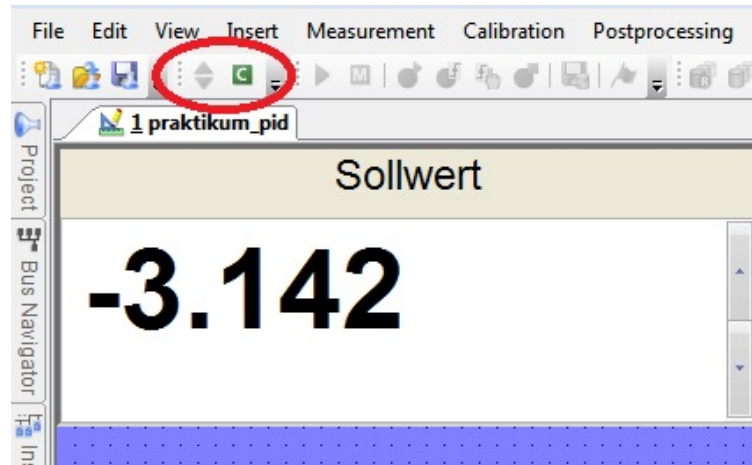 File Edit View Insert Measurement Calibration Postprocessing
C M
1 praktikum_pid
Project
Sollwert
-3.142
Bus Navigator